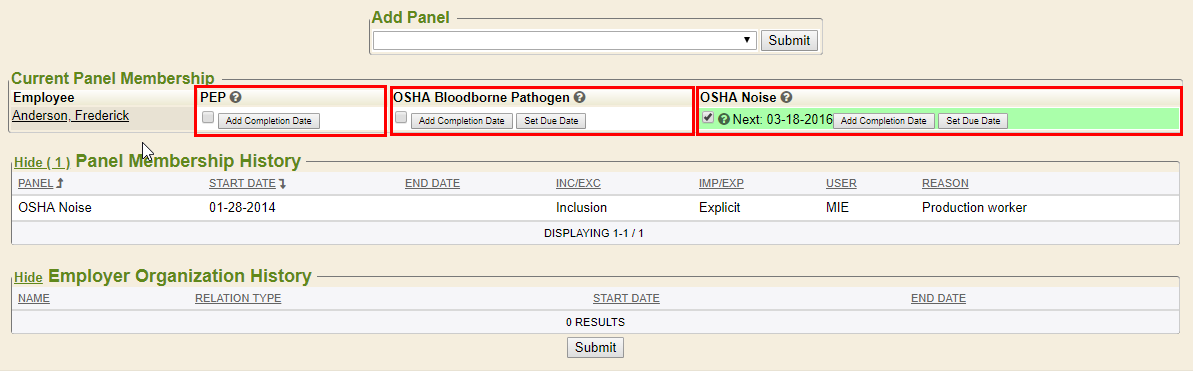 Add Panel
Submit
Current Panel Membership
Employee PEP OSHA Bloodborne Pathogen OSHA Noise
Anderson, Frederick Add Completion Date Add Completion Date Set Due Date Next: 03-18-2016 Add Completion Date Set Due Date
Hide ( 1 ) Panel Membership History
PANEL START DATE END DATE INC/EXC IMP/EXP USER REASON
OSHA Noise 01-28-2014 Inclusion Explicit MIE Production worker
DISPLAYING 1-1 / 1
Hide Employer Organization History
NAME RELATION TYPE START DATE END DATE
0 RESULTS
Submit